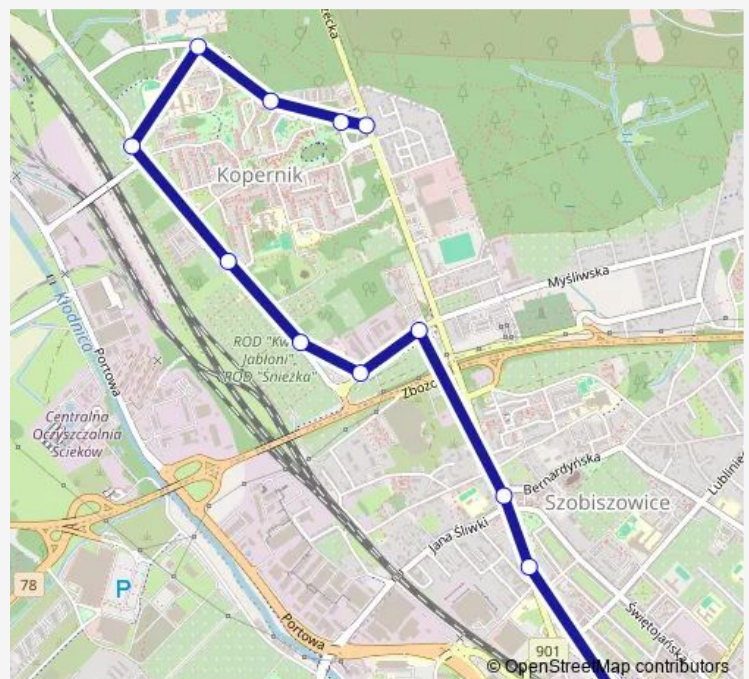 zecka
Kopernik
Myśliwska
Kłodnica
Portowa
ROD "Kw
Jabłoni"
ROD "Śnieżka"
Zbożo
Centralna
Oczyszczalnia
Ścieków
Bernardyńska
Szobiszowice
Lublinie
Jana Śliwki
78
P
Portowa
Świętojańska
901
© OpenStreetMap contributors